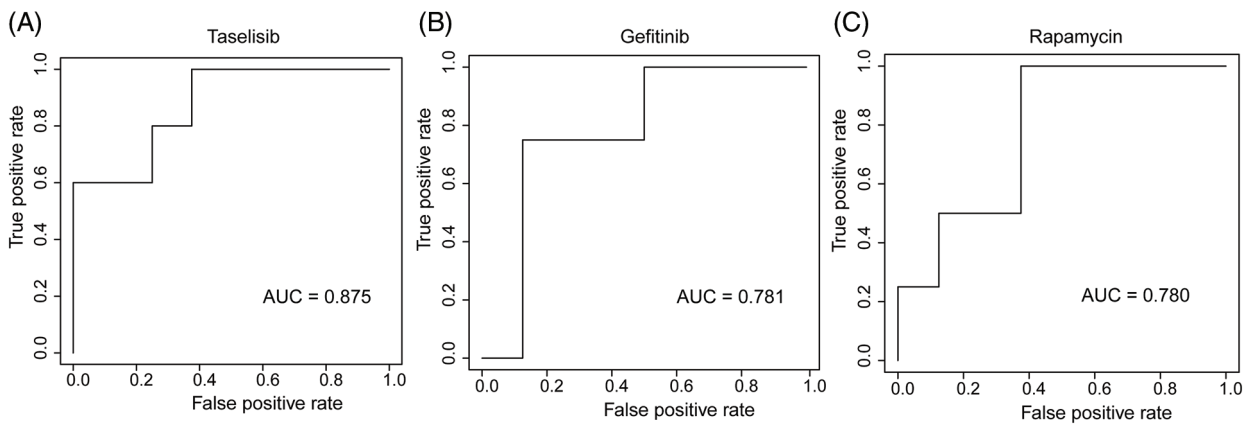 (A)
Taselisib
True positive rate
1.0
0.8
0.6
0.4
0.2
0.0
AUC = 0.875
0.0 0.2 0.4 0.6 0.8 1.0
False positive rate
(B)
Gefitinib
True positive rate
1.0
0.8
0.6
0.4
0.2
0.0
AUC = 0.781
0.0 0.2 0.4 0.6 0.8 1.0
False positive rate
(C)
Rapamycin
True positive rate
1.0
0.8
0.6
0.4
0.2
0.0
AUC = 0.780
0.0 0.2 0.4 0.6 0.8 1.0
False positive rate